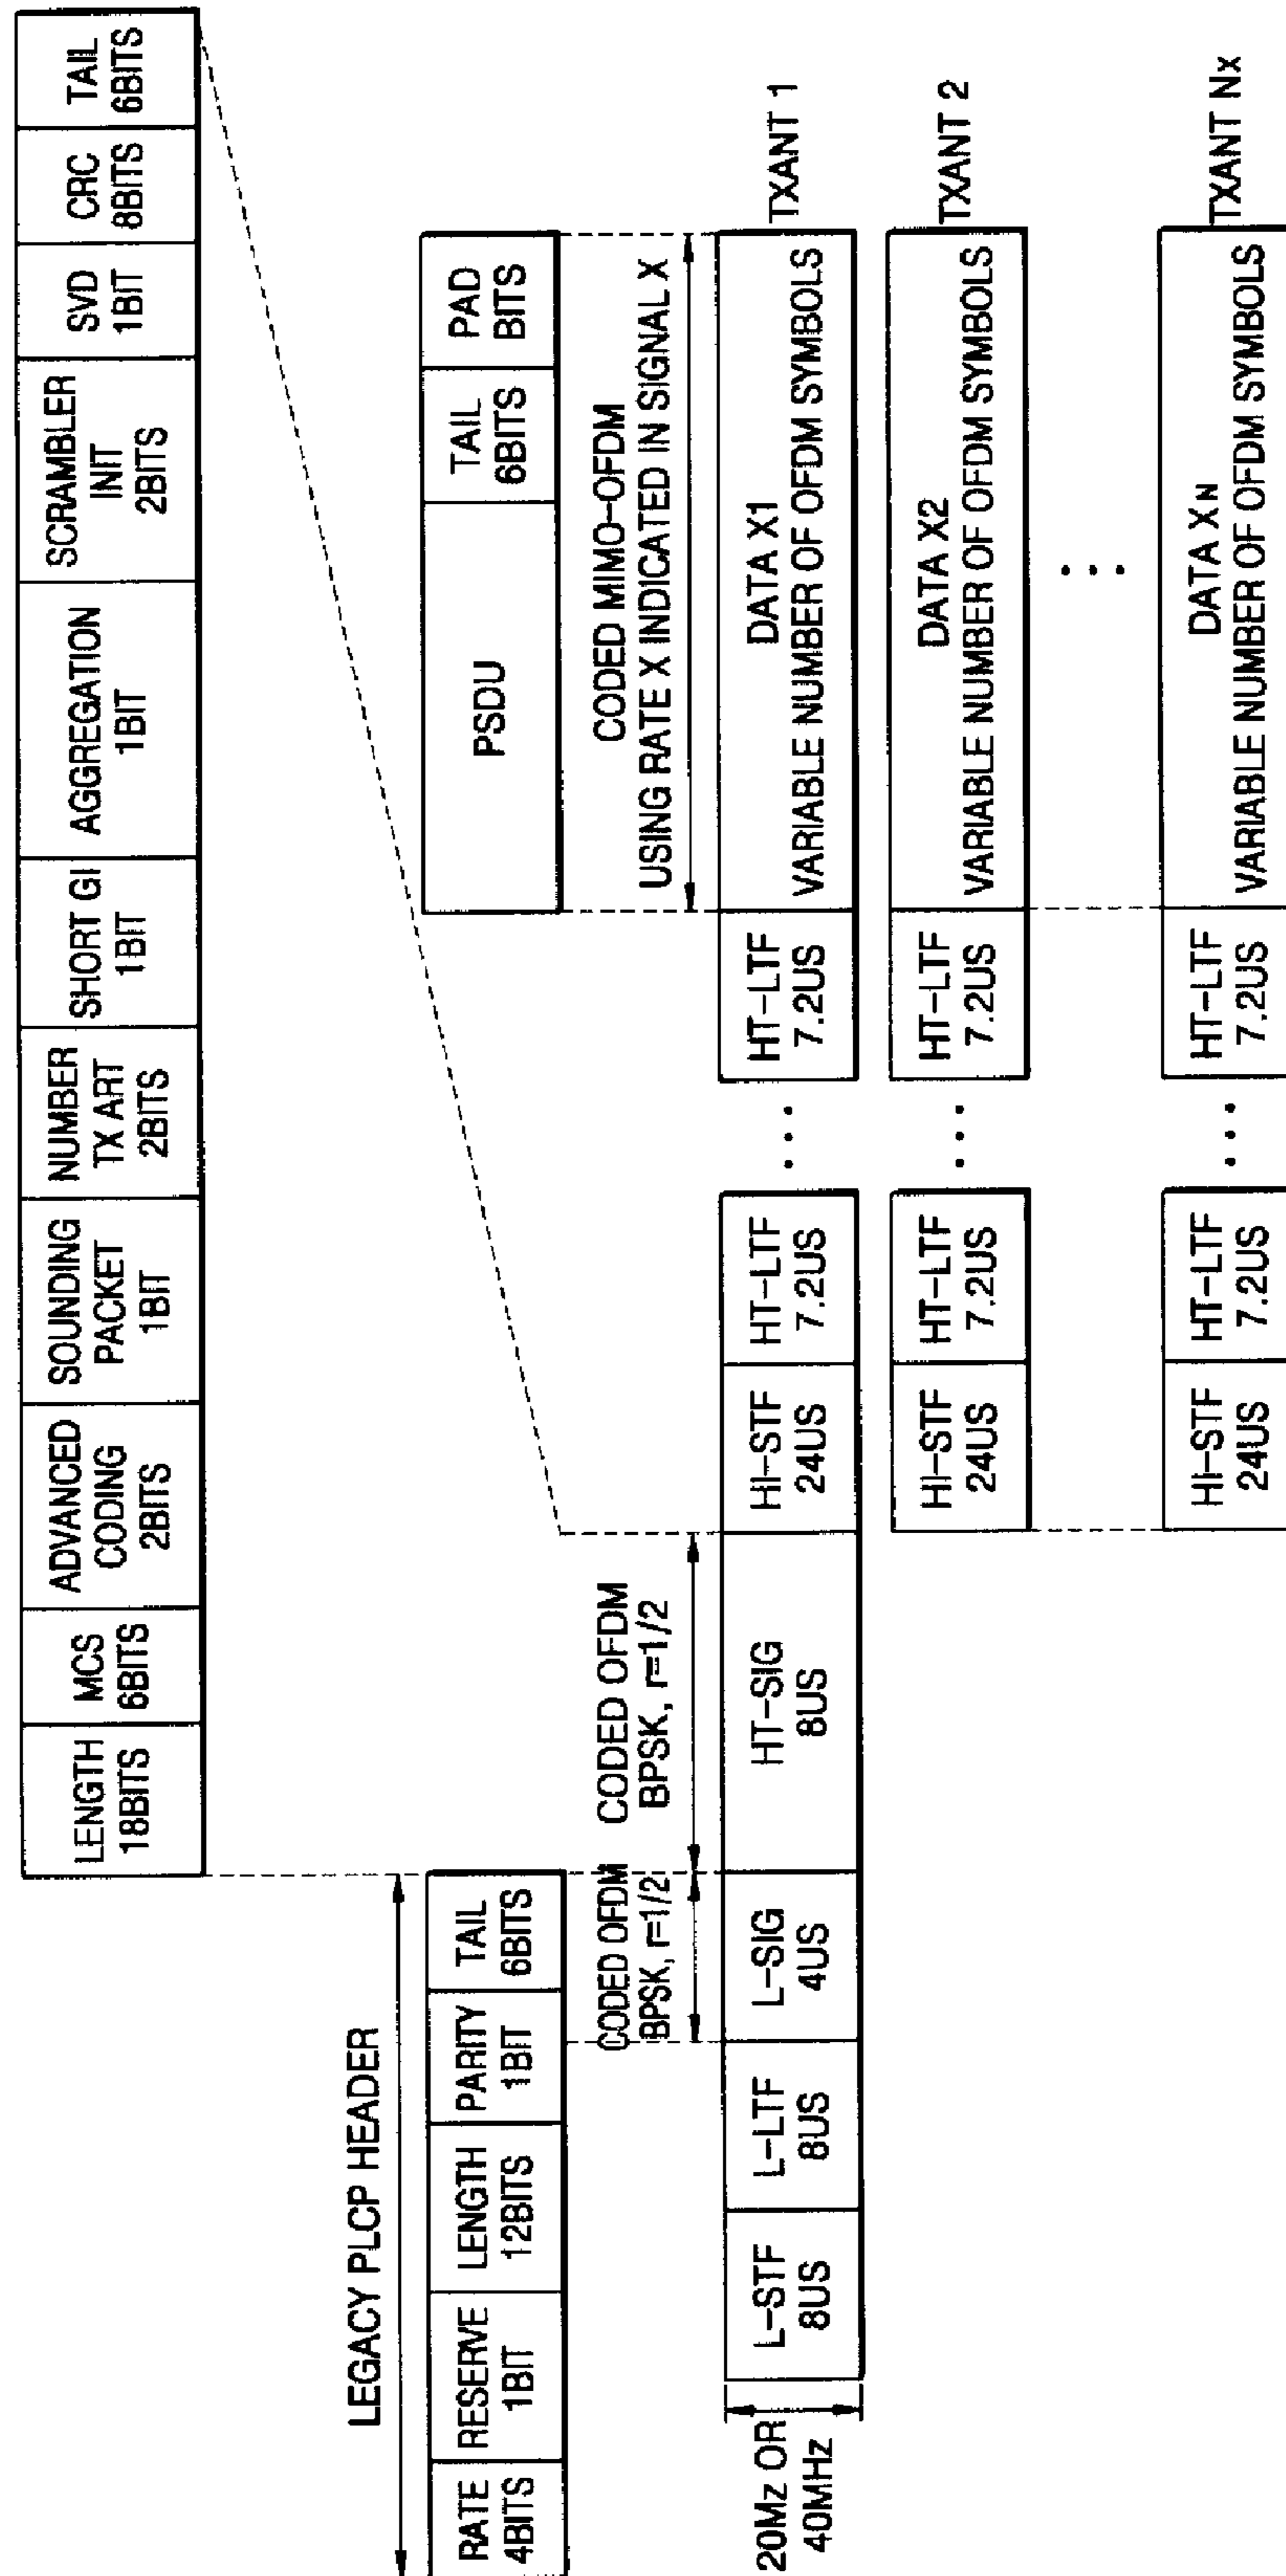 LENGTH
18BITS
MCS
6BITS
ADVANCED
CODING
2BITS
SOUNDING
PACKET
1BIT
NUMBER
TX ART
2BITS
SHORT GI
1BIT
AGGREGATION
1BIT
SCRAMBLER
INIT
2BITS
SVD
1BIT
CRC
8BITS
TAIL
6BITS
LEGACY PLCP HEADER
RATE
4BITS
RESERVE
1BIT
LENGTH
12BITS
PARITY
1BIT
TAIL
6BITS
PSDU
TAIL
6BITS
PAD
BITS
CODED OFDM
BPSK, r=1/2
CODED OFDM
BPSK, r=1/2
CODED MIMO-OFDM
USING RATE X INDICATED IN SIGNAL X
20Mz OR
40MHz
L-STF
8US
L-LTF
8US
L-SIG
4US
HT-SIG
8US
HI-STF
24US
HT-LTF
7.2US
...
HT-LTF
7.2US
DATA X1
VARIABLE NUMBER OF OFDM SYMBOLS
TXANT 1
HI-STF
24US
HT-LTF
7.2US
...
HT-LTF
7.2US
DATA X2
VARIABLE NUMBER OF OFDM SYMBOLS
TXANT 2
...
HI-STF
24US
HT-LTF
7.2US
...
HT-LTF
7.2US
DATA XN
VARIABLE NUMBER OF OFDM SYMBOLS
TXANT Nx